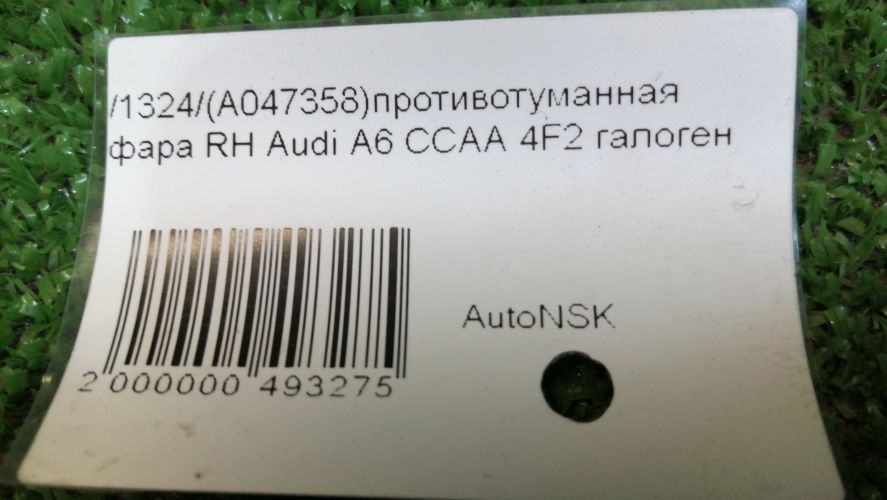 /1324/(A047358)противотуманная
фара RH Audi A6 CCAA 4F2 галоген
AutoNSK
2 000000 493275